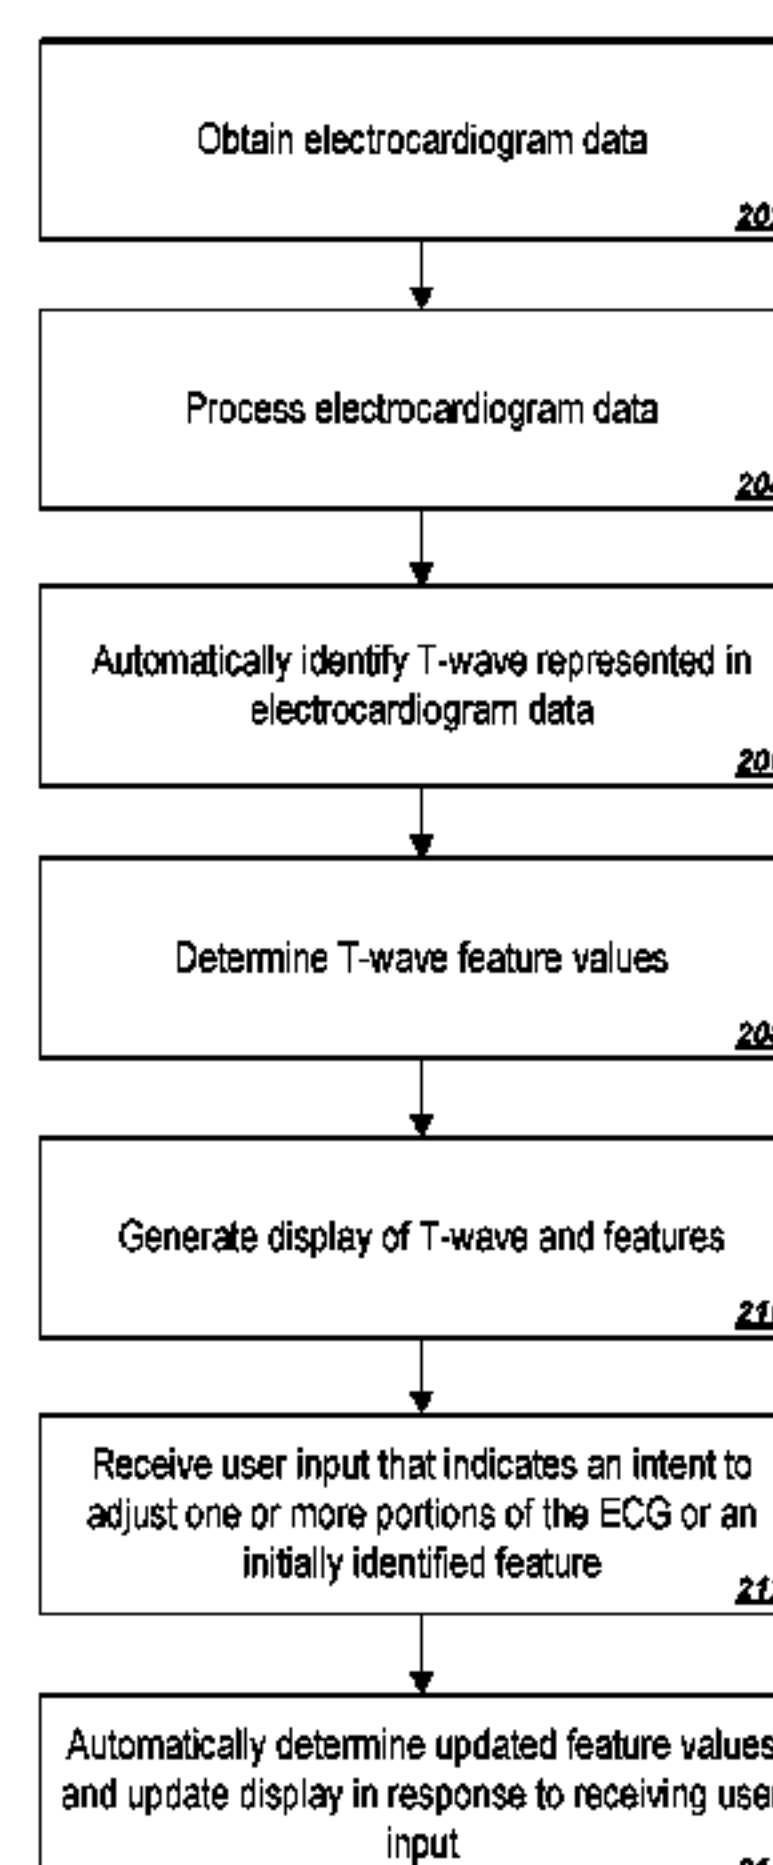 Obtain electrocardiogram data
Process electrocardiogram data
Automatically identify T-wave represented in
electrocardiogram data
Determine T-wave feature values
Generate display of T-wave and features
Receive user input that indicates an intent to
adjust one or more portions of the ECG or an
initially identified feature
Automatically determine updated feature values
and update display in response to receiving user
input